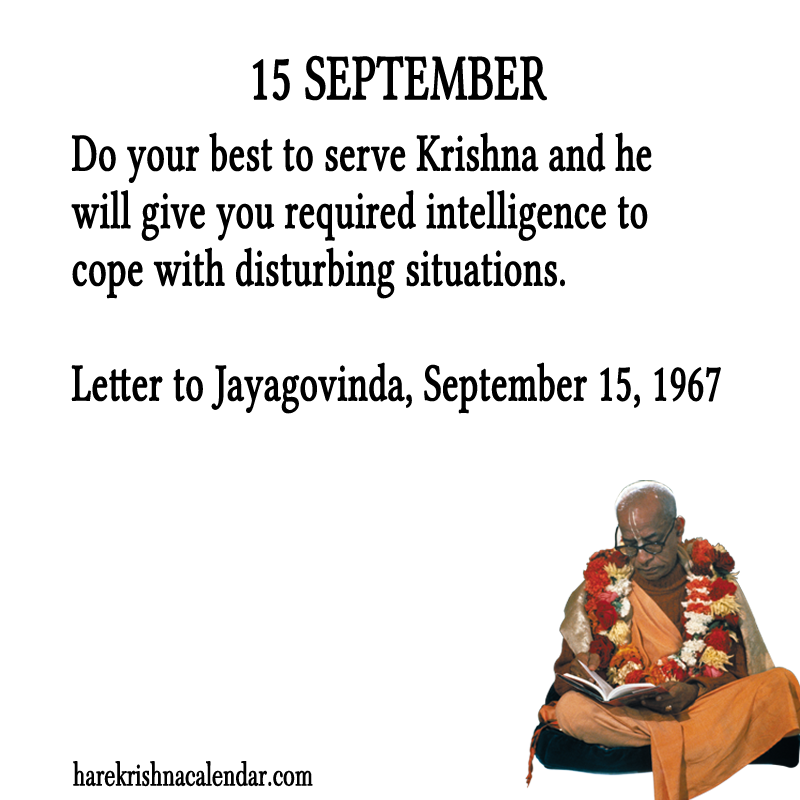 15 SEPTEMBER
Do your best to serve Krishna and he
will give you required intelligence to
cope with disturbing situations.
Letter to Jayagovinda, September 15, 1967
harekrishnacalendar.com